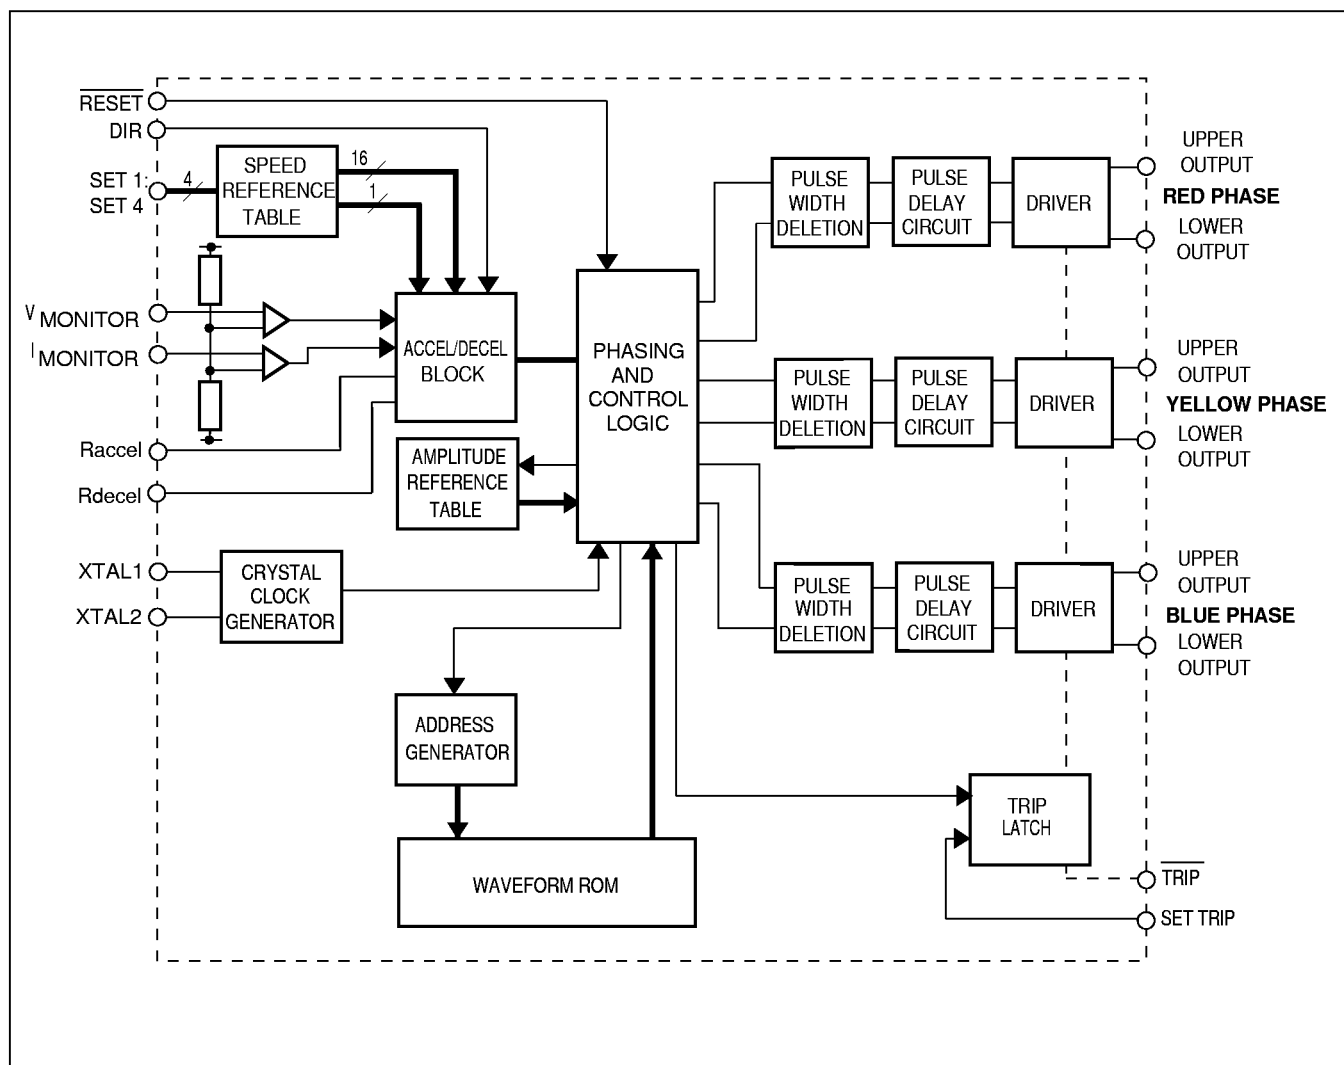 RESET
DIR
SET 1:
SET 4
4
SPEED
REFERENCE
TABLE
16
1
V MONITOR
I MONITOR
ACCEL/DECEL
BLOCK
Raccel
Rdecel
AMPLITUDE
REFERENCE
TABLE
PHASING
AND
CONTROL
LOGIC
XTAL1
XTAL2
CRYSTAL
CLOCK
GENERATOR
ADDRESS
GENERATOR
WAVEFORM ROM
PULSE
WIDTH
DELETION
PULSE
DELAY
CIRCUIT
DRIVER
UPPER
OUTPUT
RED PHASE
LOWER
OUTPUT
PULSE
WIDTH
DELETION
PULSE
DELAY
CIRCUIT
DRIVER
UPPER
OUTPUT
YELLOW PHASE
LOWER
OUTPUT
PULSE
WIDTH
DELETION
PULSE
DELAY
CIRCUIT
DRIVER
UPPER
OUTPUT
BLUE PHASE
LOWER
OUTPUT
TRIP
LATCH
TRIP
SET TRIP